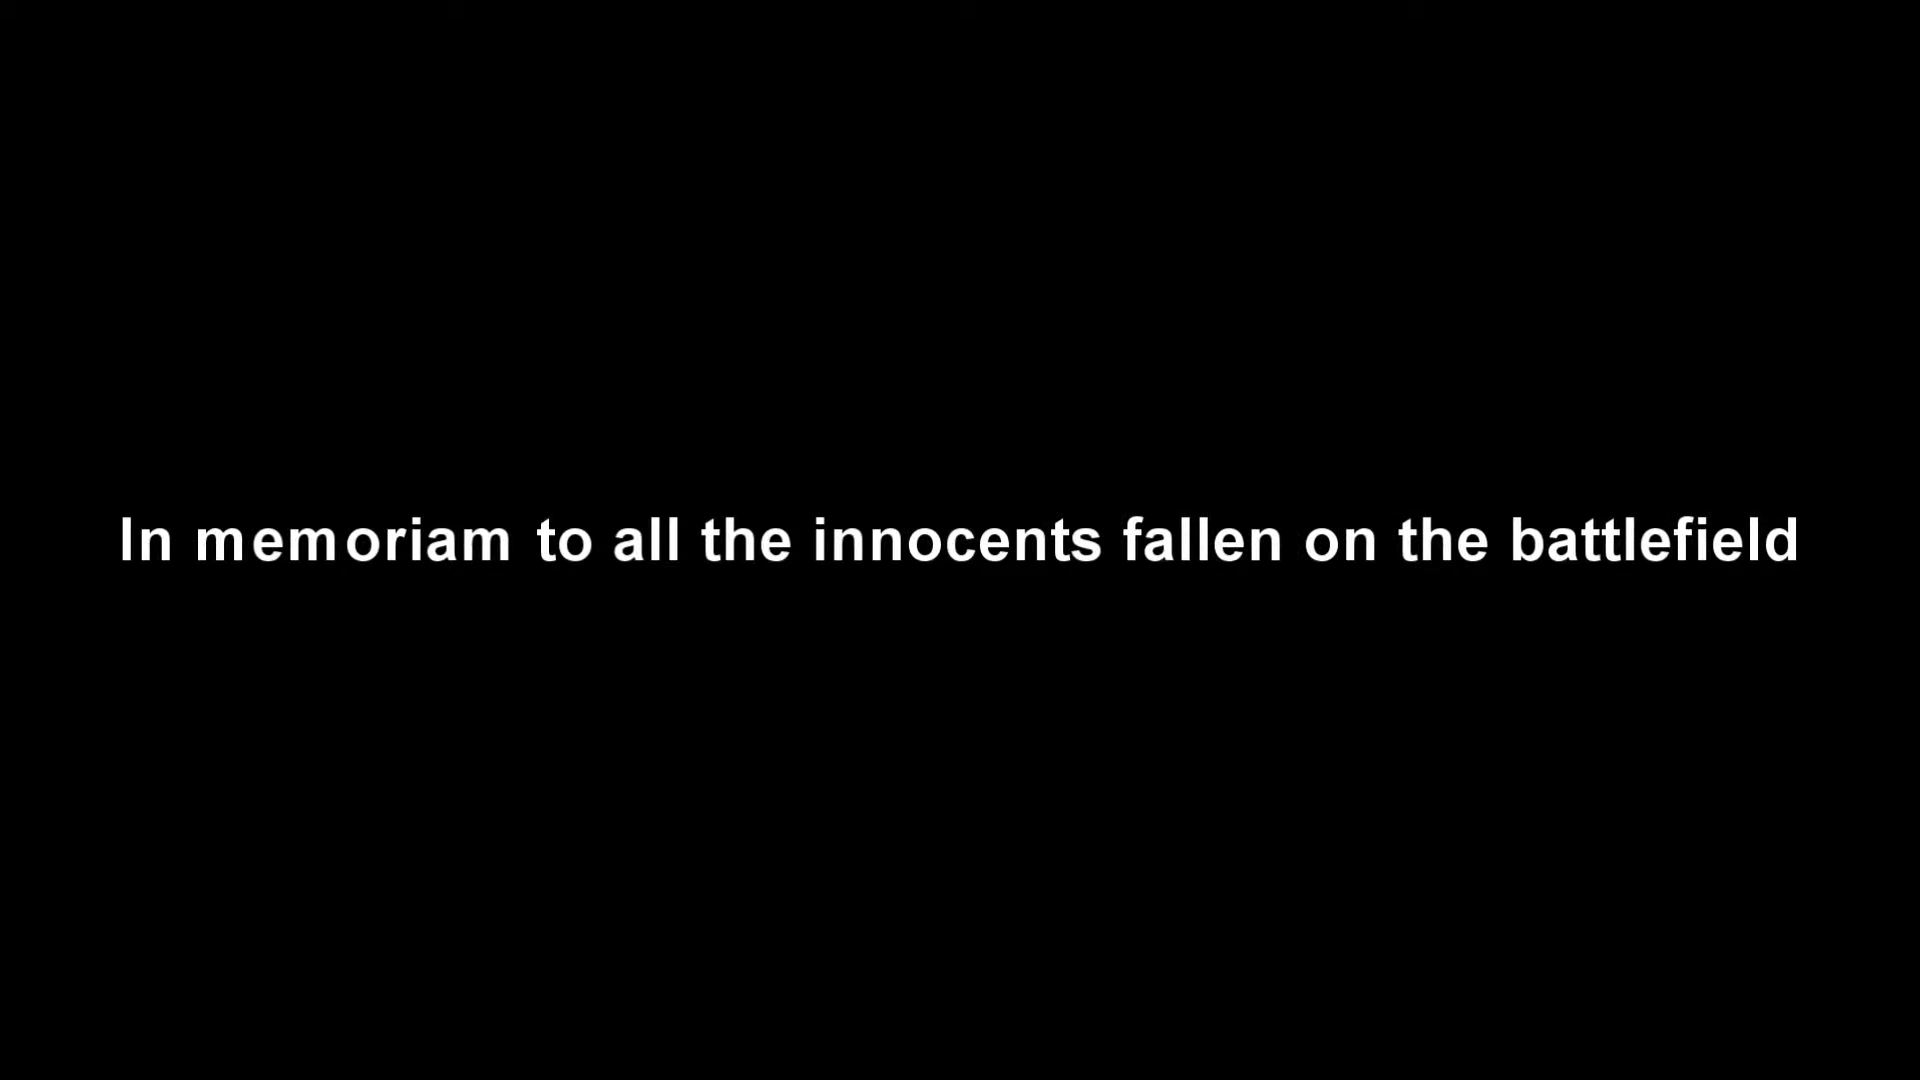 In memoriam to all the innocents fallen on the battlefield